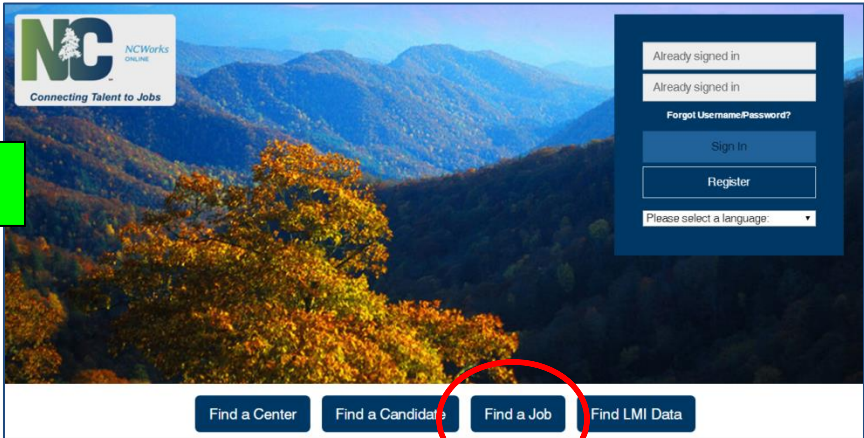 NC
NCWorks
ONLINE
Connecting Talent to Jobs
Already signed in
Already signed in
Forgot Username/Password?
Sign In
Register
Please select a language:
Find a Center
Find a Candidate
Find a Job
Find LMI Data